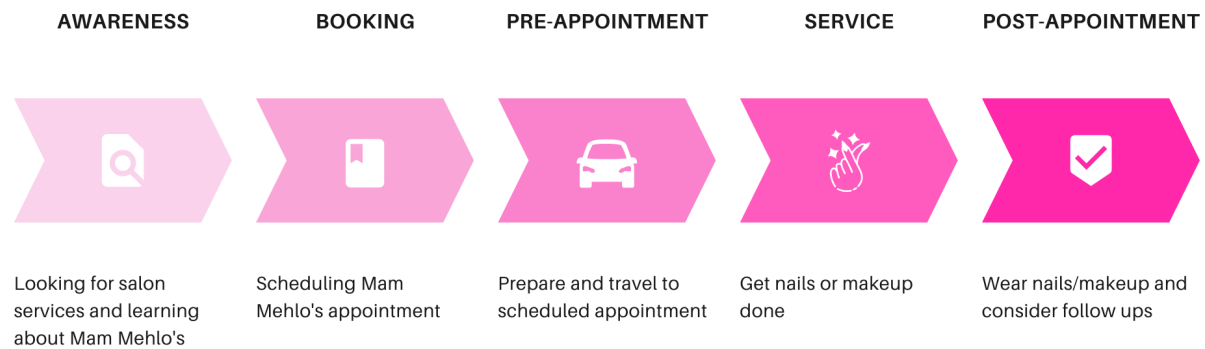 AWARENESS
BOOKING
PRE-APPOINTMENT
SERVICE
POST-APPOINTMENT
Looking for salon
services and learning
about Mam Mehlo's
Scheduling Mam
Mehlo's appointment
Prepare and travel to
scheduled appointment
Get nails or makeup
done
Wear nails/makeup and
consider follow ups